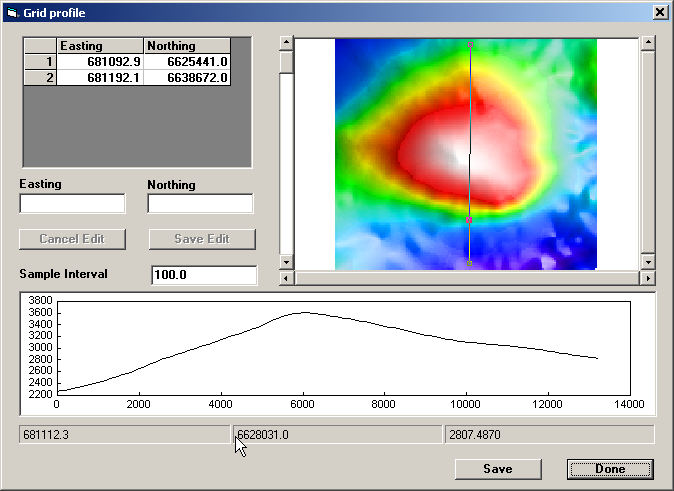 Grid profile
Easting Northing
1 681092.9 6625441.0
2 681192.1 6638672.0
Easting Northing
Cancel Edit Save Edit
Sample Interval 100.0
3800
3600
3400
3200
3000
2800
2600
2400
2200
0 2000 4000 6000 8000 10000 12000 14000
681112.3 6628031.0 2807.4870
Save Done